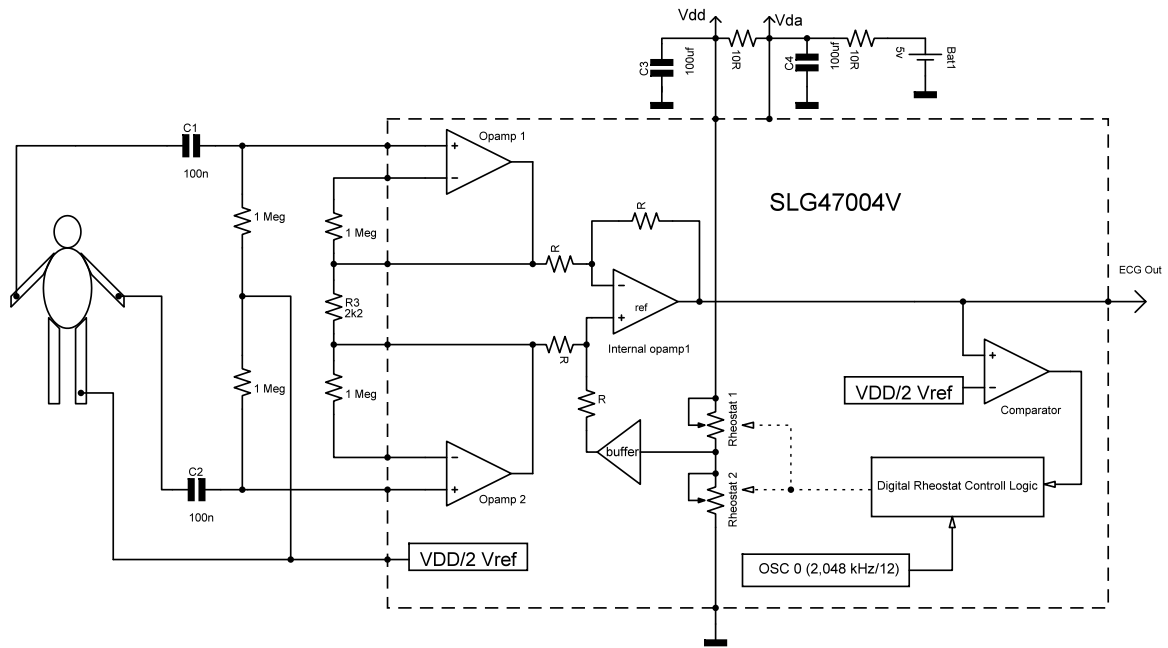 Vdd
Vda
C3
100uf
10R
C4
100uf
10R
5v
Bat1
C1
100n
Opamp 1
+
−
SLG47004V
1 Meg
1 Meg
R
R
−
ref
+
ECG Out
R3
2k2
R
Internal opamp1
1 Meg
1 Meg
R
buffer
Rheostat 1
VDD/2 Vref
+
−
Comparator
C2
100n
−
+
Opamp 2
Rheostat 2
Digital Rheostat Controll Logic
VDD/2 Vref
OSC 0 (2,048 kHz/12)